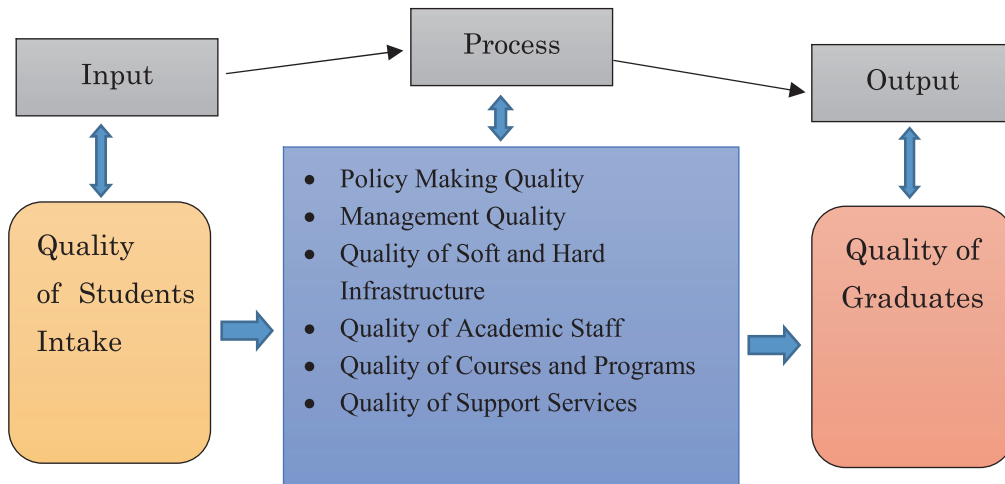 Input
Process
Output
Quality
of Students
Intake
• Policy Making Quality
• Management Quality
• Quality of Soft and Hard
Infrastructure
• Quality of Academic Staff
• Quality of Courses and Programs
• Quality of Support Services
Quality of
Graduates